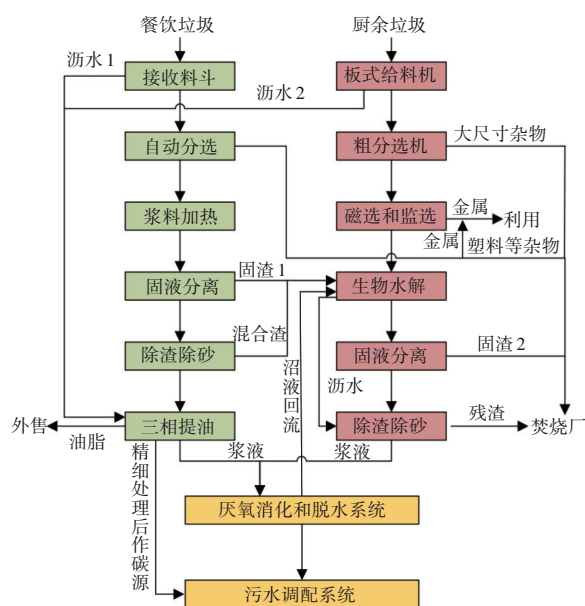 餐饮垃圾
厨余垃圾
沥水1
接收料斗
板式给料机
沥水2
自动分选
粗分选机
大尺寸杂物
浆料加热
磁选和监选
金属
利用
金属
塑料等杂物
固液分离
固渣1
生物水解
混合渣
除渣除砂
沼液回流
固液分离
固渣2
沥水
外售
油脂
三相提油
除渣除砂
残渣
焚烧厂
精细处理后作碳源
浆液
浆液
厌氧消化和脱水系统
污水调配系统